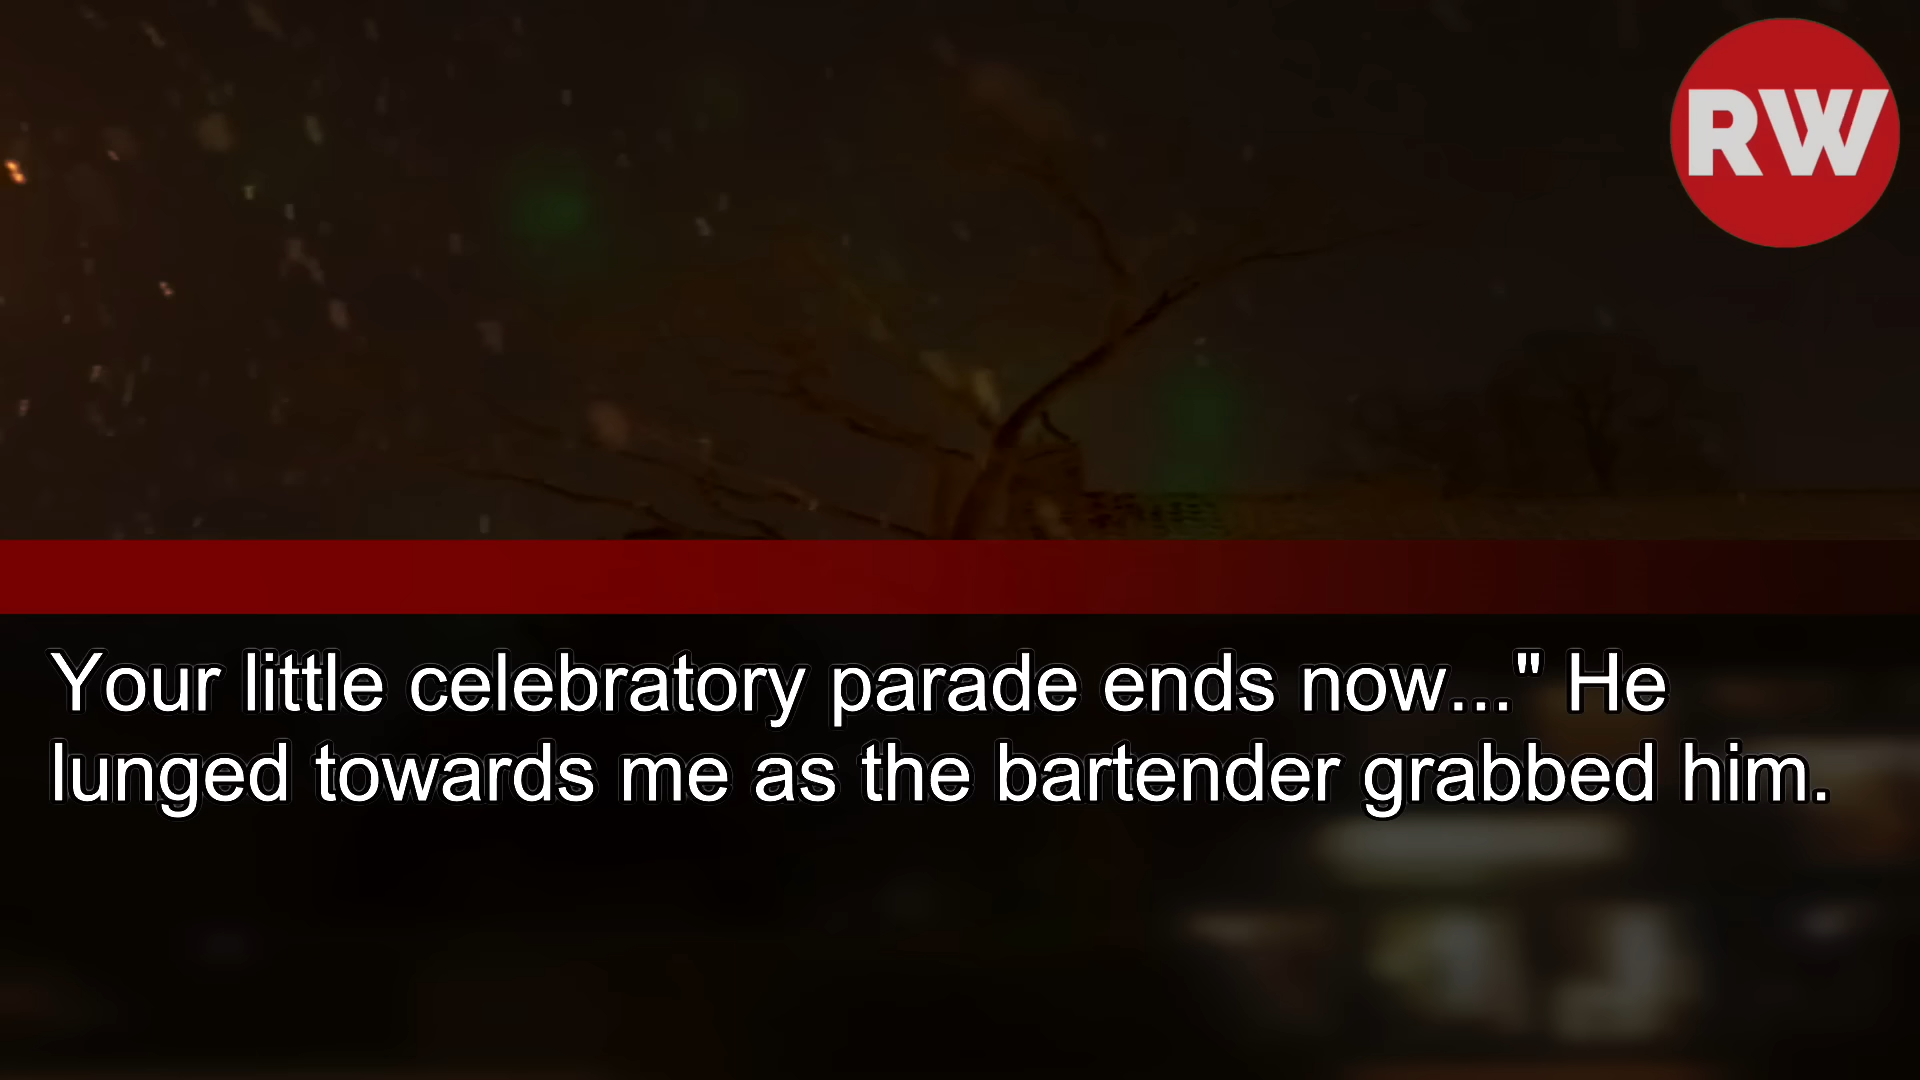 RW
Your little celebratory parade ends now..." He
lunged towards me as the bartender grabbed him.